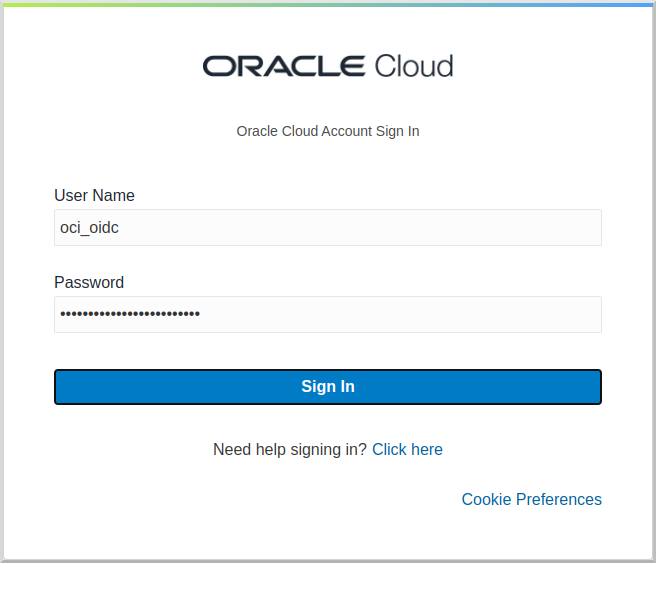 ORACLE Cloud
Oracle Cloud Account Sign In
User Name
oci_oidc
Password
•••••••••••••••••••••••••
Sign In
Need help signing in? Click here
Cookie Preferences